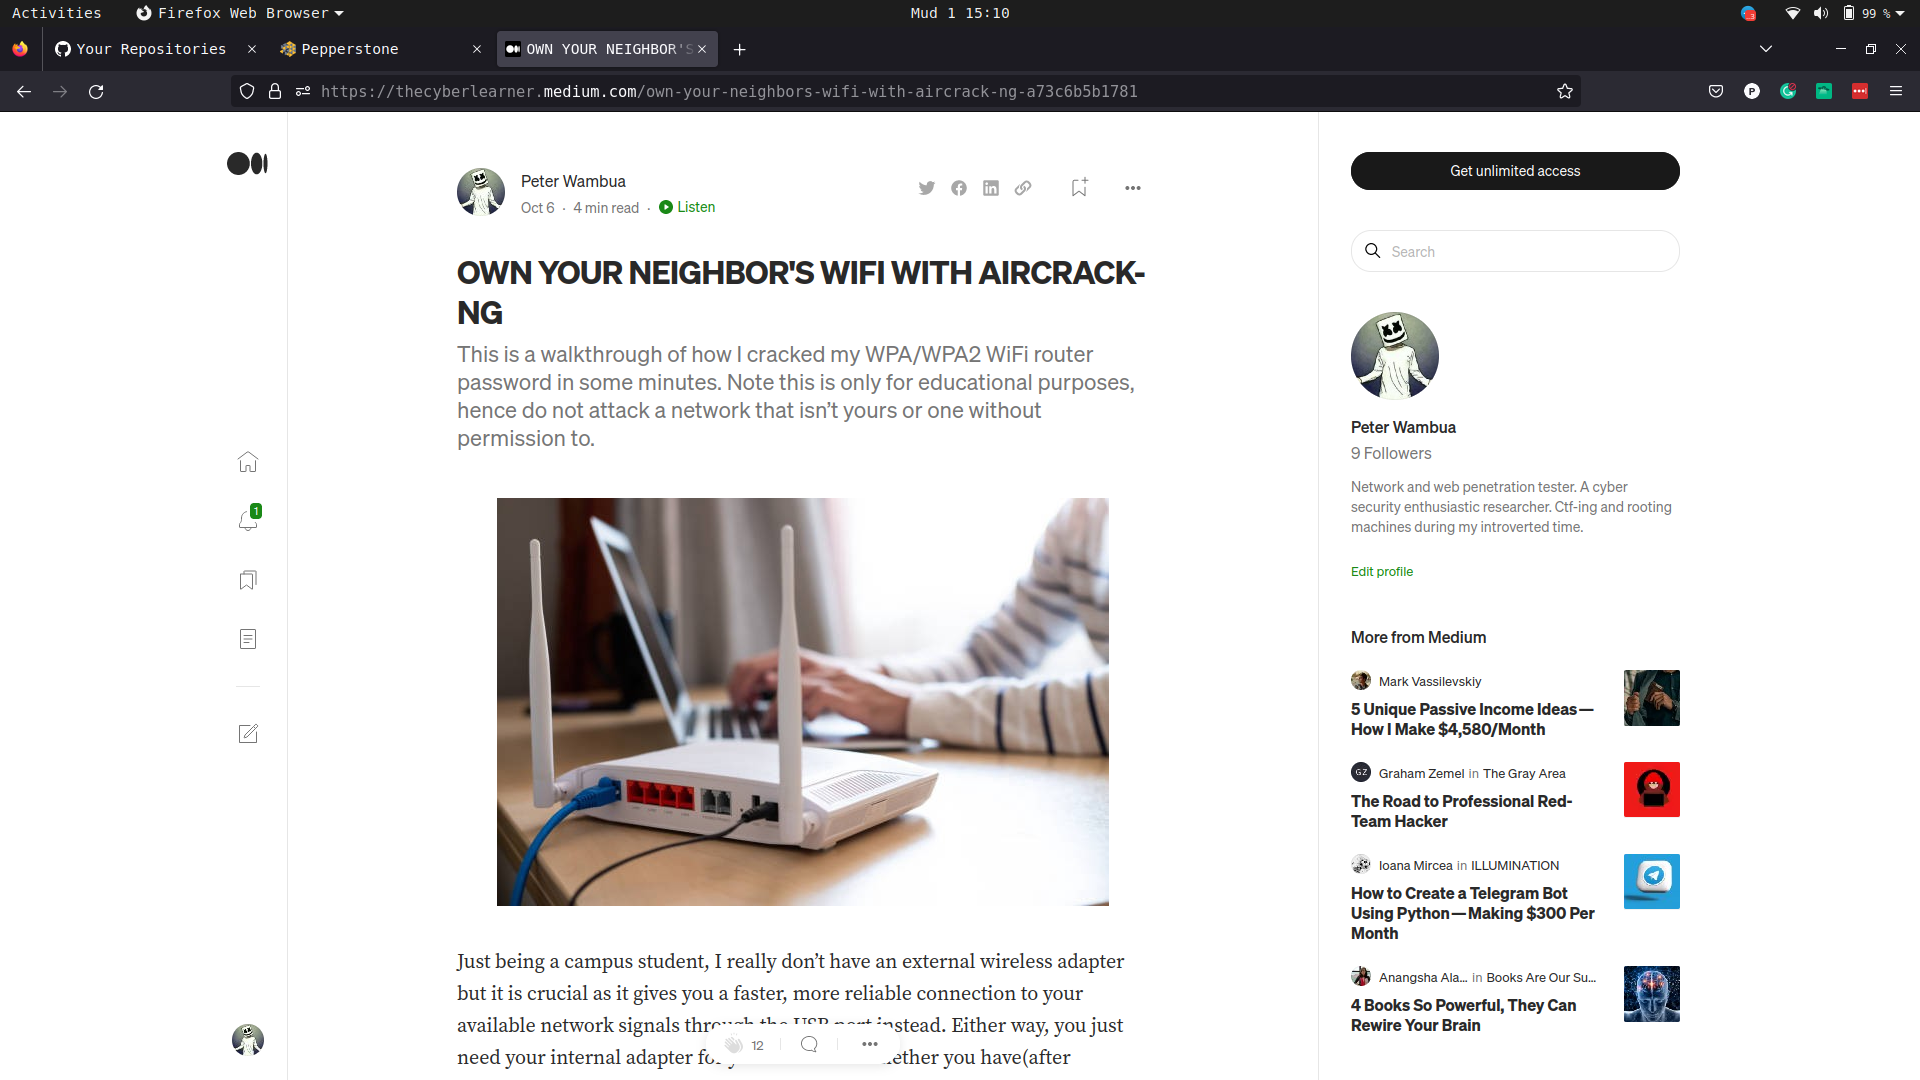 Activities
Firefox Web Browser
Mud 1 15:10
99 %
Your Repositories
Pepperstone
OWN YOUR NEIGHBOR'S
https://thecyberlearner.medium.com/own-your-neighbors-wifi-with-aircrack-ng-a73c6b5b1781
1
Peter Wambua
Oct 6 · 4 min read · Listen
OWN YOUR NEIGHBOR'S WIFI WITH AIRCRACK-
NG
This is a walkthrough of how I cracked my WPA/WPA2 WiFi router
password in some minutes. Note this is only for educational purposes,
hence do not attack a network that isn’t yours or one without
permission to.
Just being a campus student, I really don’t have an external wireless adapter
but it is crucial as it gives you a faster, more reliable connection to your
available network signals through the USB port instead. Either way, you just
need your internal adapter for you have(after
12
Get unlimited access
Search
Peter Wambua
9 Followers
Network and web penetration tester. A cyber
security enthusiastic researcher. Ctf-ing and rooting
machines during my introverted time.
Edit profile
More from Medium
Mark Vassilevskiy
5 Unique Passive Income Ideas — 
How I Make $4,580/Month
GZ
Graham Zemel in The Gray Area
The Road to Professional Red-
Team Hacker
Ioana Mircea in ILLUMINATION
How to Create a Telegram Bot
Using Python — Making $300 Per
Month
Anangsha Ala... in Books Are Our Su...
4 Books So Powerful, They Can
Rewire Your Brain